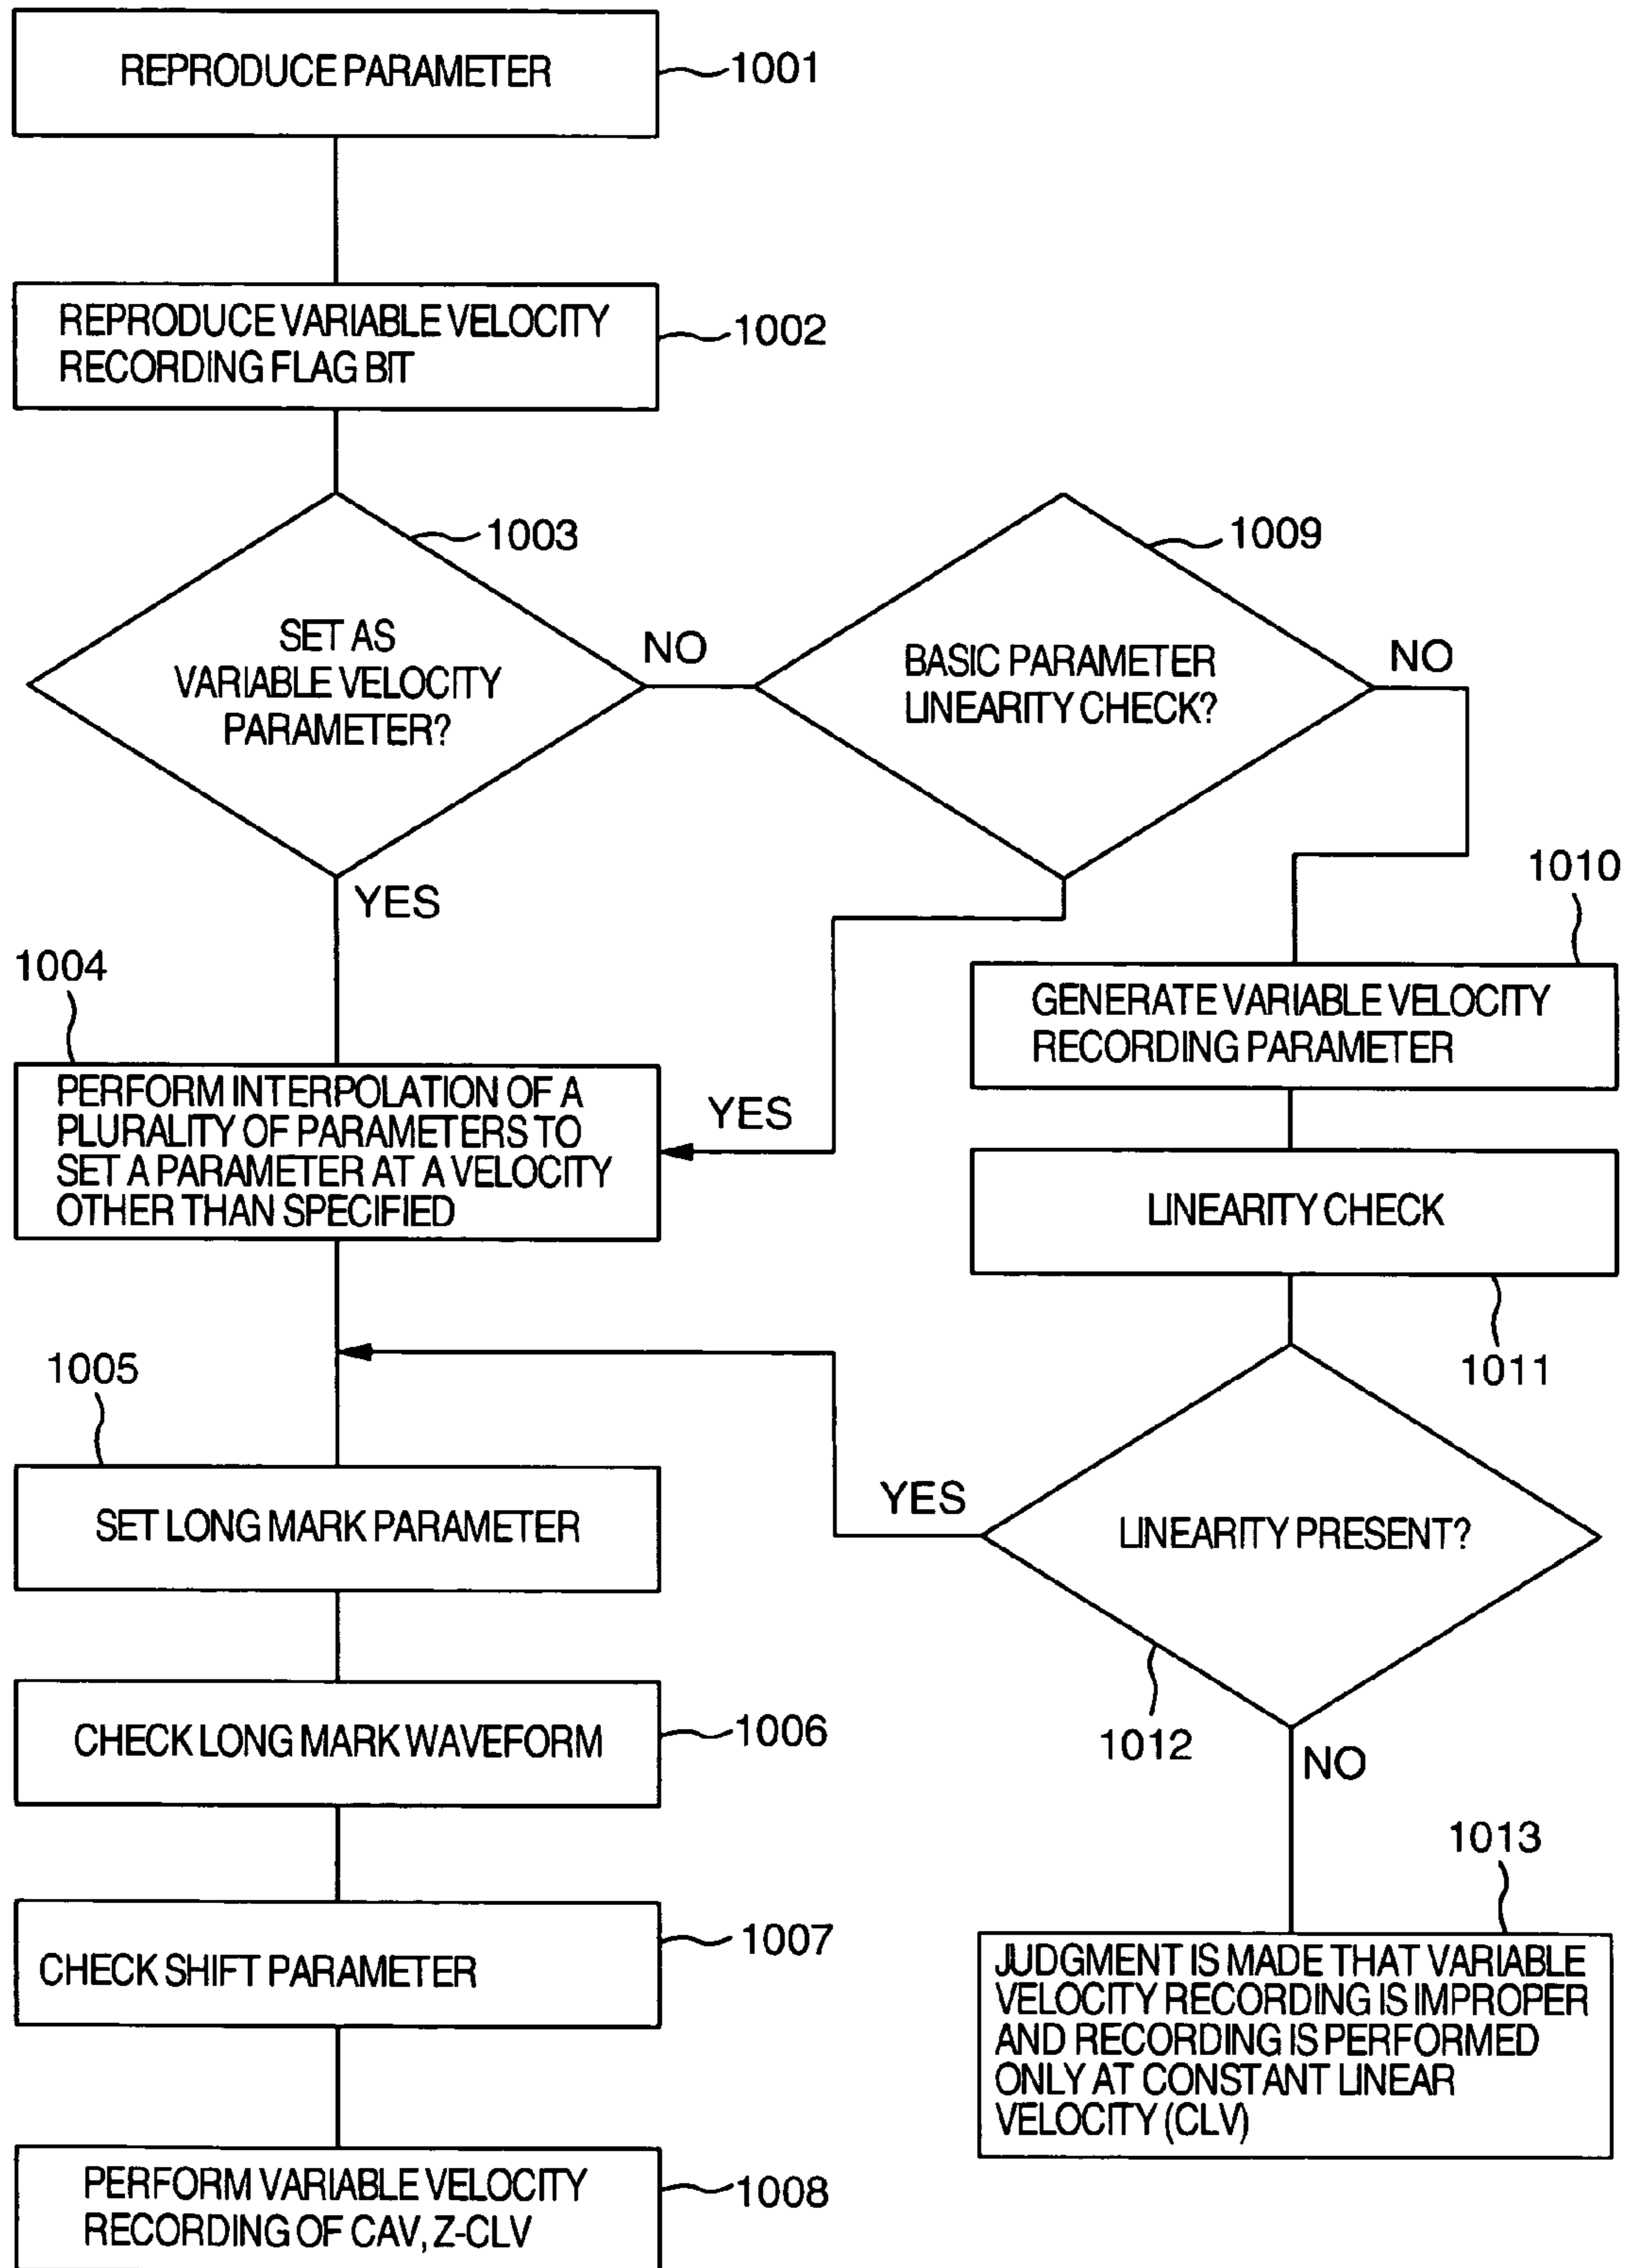 REPRODUCE PARAMETER
1001
REPRODUCE VARIABLE VELOCITY
RECORDING FLAG BIT
1002
1003
SET AS
VARIABLE VELOCITY
PARAMETER?
NO
YES
1009
BASIC PARAMETER
LINEARITY CHECK?
NO
YES
1004
PERFORM INTERPOLATION OF A
PLURALITY OF PARAMETERS TO
SET A PARAMETER AT A VELOCITY
OTHER THAN SPECIFIED
1010
GENERATE VARIABLE VELOCITY
RECORDING PARAMETER
LINEARITY CHECK
1011
1005
SET LONG MARK PARAMETER
YES
LINEARITY PRESENT?
1012
NO
CHECK LONG MARK WAVEFORM
1006
CHECK SHIFT PARAMETER
1007
1013
JUDGMENT IS MADE THAT VARIABLE
VELOCITY RECORDING IS IMPROPER
AND RECORDING IS PERFORMED
ONLY AT CONSTANT LINEAR
VELOCITY (CLV)
PERFORM VARIABLE VELOCITY
RECORDING OF CAV, Z-CLV
1008